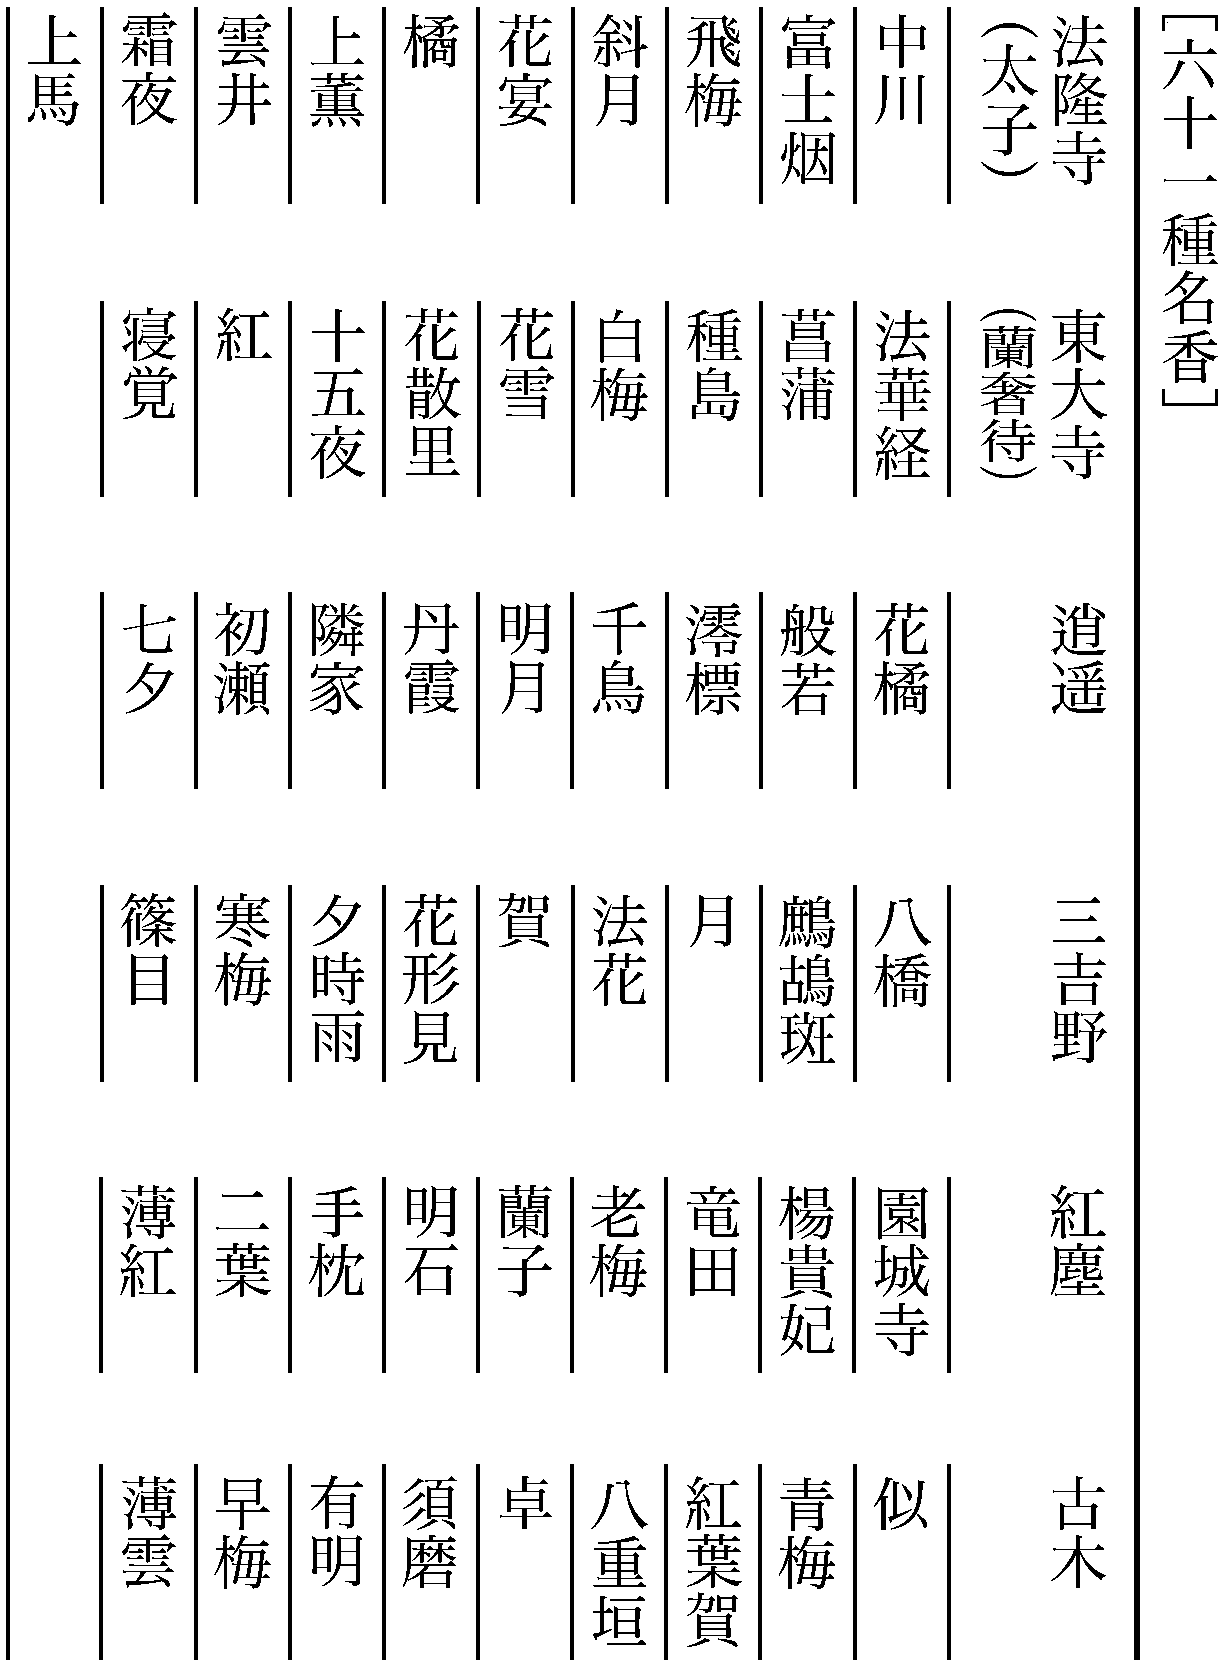 ［六十一種名香］
法隆寺（太子） 東大寺（蘭奢待） 逍遥 三吉野 紅塵 古木
中川 法華経 花橘 八橋 園城寺 似
富士烟 菖蒲 般若 鷓鴣斑 楊貴妃 青梅
飛梅 種島 澪標 月 竜田 紅葉賀
斜月 白梅 千鳥 法花 老梅 八重垣
花宴 花雪 明月 賀 蘭子 卓
橘 花散里 丹霞 花形見 明石 須磨
上薫 十五夜 隣家 夕時雨 手枕 有明
雲井 紅 初瀬 寒梅 二葉 早梅
霜夜 寝覚 七夕 篠目 薄紅 薄雲
上馬